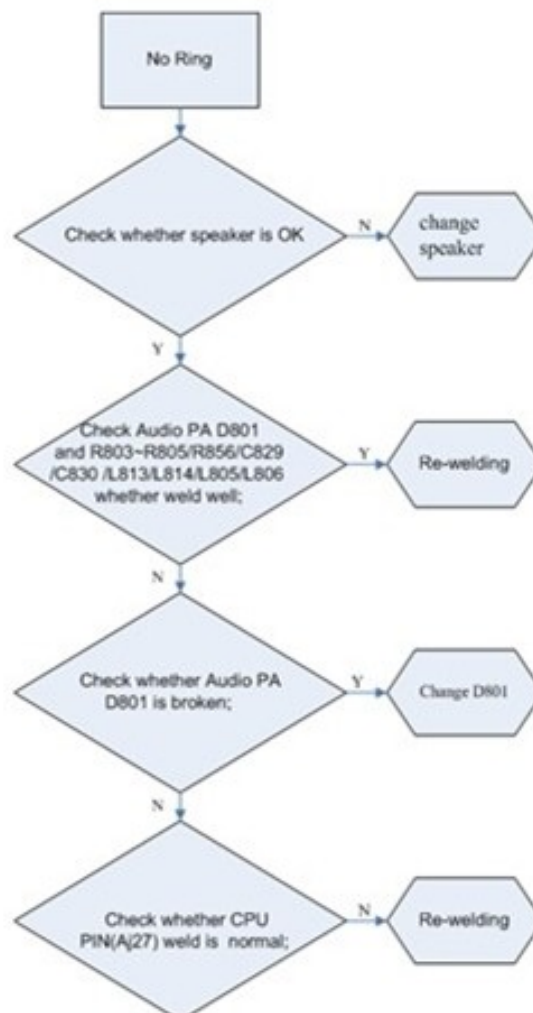 No Ring
Check whether speaker is OK
N
change
speaker
Y
Check Audio PA D801
and R803~R805/R856/C829
/C830 /L813/L814/L805/L806
whether weld well;
Y
Re-welding
N
Check whether Audio PA
D801 is broken;
Y
Change D801
N
Check whether CPU
PIN(Aj27) weld is normal;
N
Re-welding